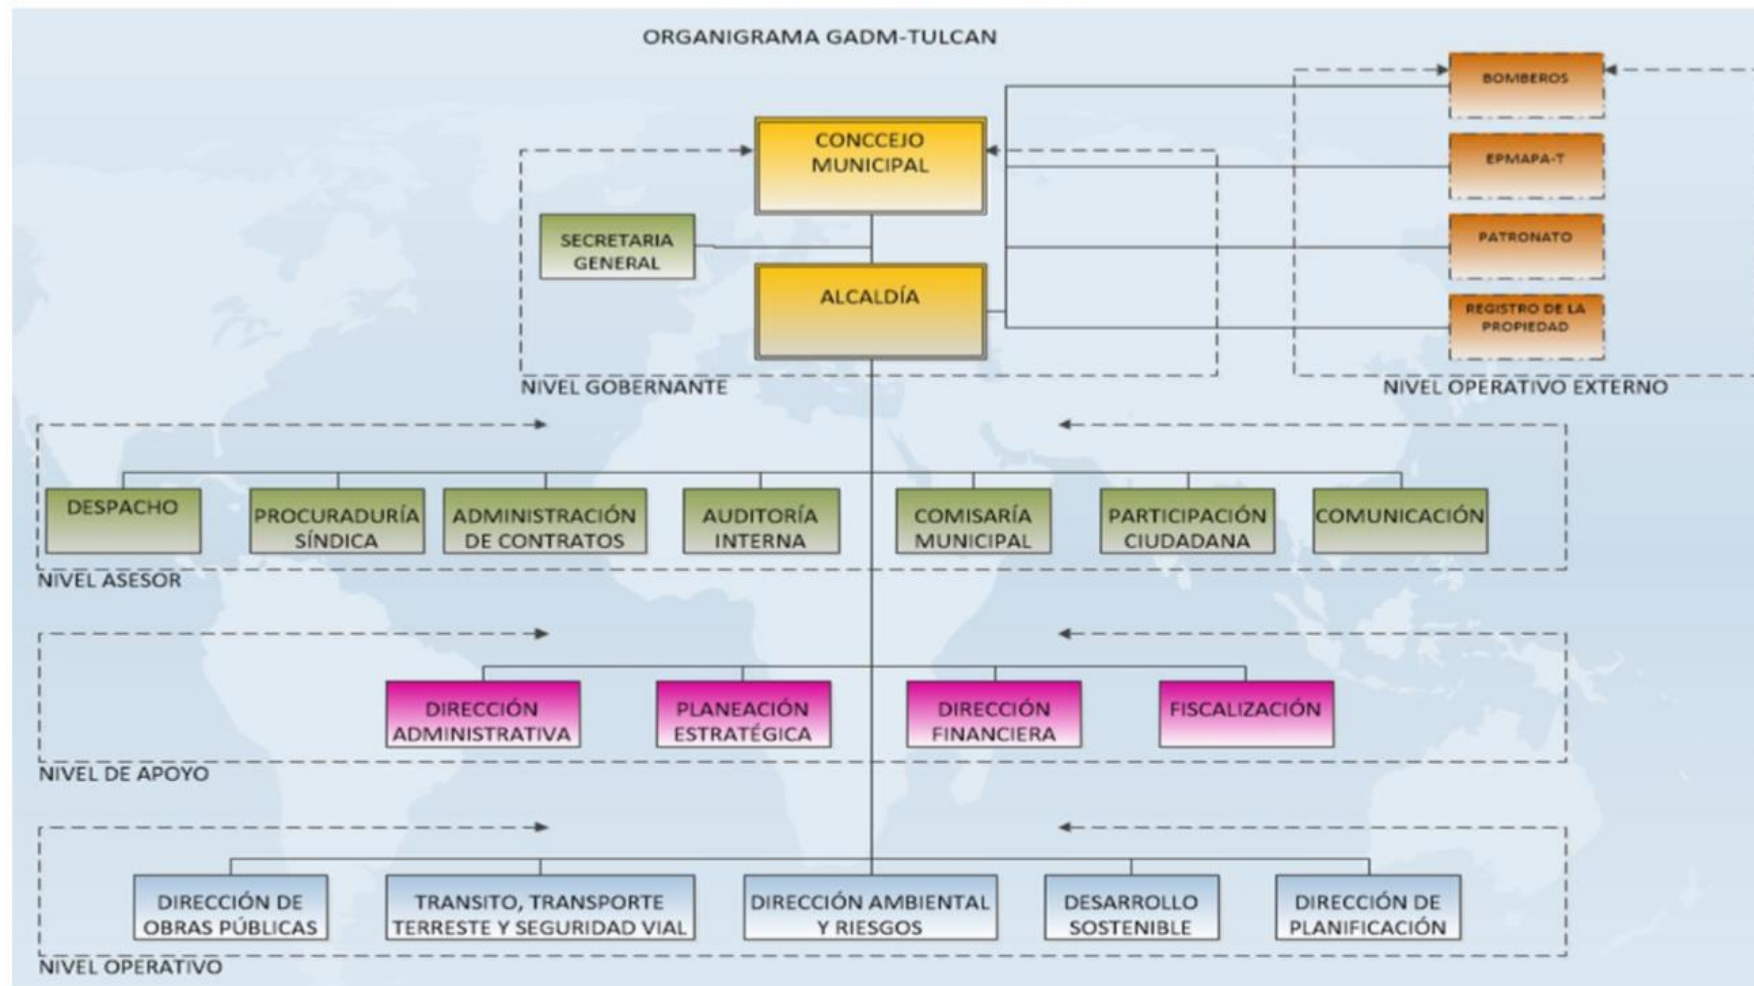 ORGANIGRAMA GADM-TULCAN
BOMBEROS
EPMAPA-T
PATRONATO
REGISTRO DE LA
PROPIEDAD
NIVEL OPERATIVO EXTERNO
CONCCEJO
MUNICIPAL
SECRETARIA
GENERAL
ALCALDÍA
NIVEL GOBERNANTE
DESPACHO
PROCURADURÍA
SÍNDICA
ADMINISTRACIÓN
DE CONTRATOS
AUDITORÍA
INTERNA
COMISARÍA
MUNICIPAL
PARTICIPACIÓN
CIUDADANA
COMUNICACIÓN
NIVEL ASESOR
DIRECCIÓN
ADMINISTRATIVA
PLANEACIÓN
ESTRATÉGICA
DIRECCIÓN
FINANCIERA
FISCALIZACIÓN
NIVEL DE APOYO
DIRECCIÓN DE
OBRAS PÚBLICAS
TRANSITO, TRANSPORTE
TERRESTE Y SEGURIDAD VIAL
DIRECCIÓN AMBIENTAL
Y RIESGOS
DESARROLLO
SOSTENIBLE
DIRECCIÓN DE
PLANIFICACIÓN
NIVEL OPERATIVO